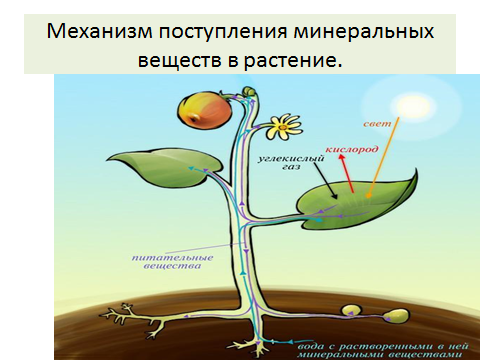 Механизм поступления минеральных
веществ в растение.
свет
кислород
углекислый
газ
питательные
вещества
вода с растворенными в ней
минеральными веществами